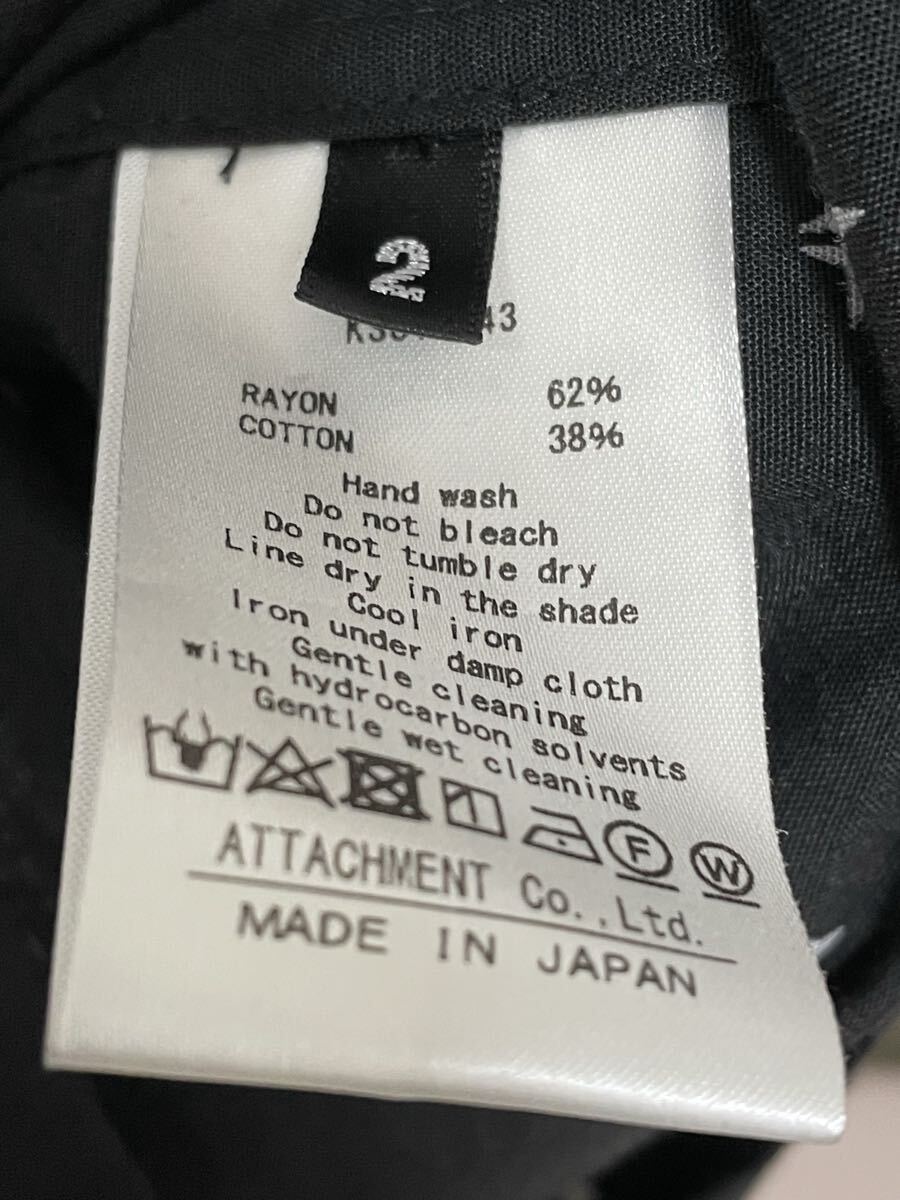 2
RAYON 62%
COTTON 38%
Hand wash
Do not bleach
Do not tumble dry
Line dry in the shade
Cool iron
Iron under damp cloth
Gentle cleaning
with hydrocarbon solvents
Gentle wet cleaning
F W
ATTACHMENT Co.,Ltd.
MADE IN JAPAN